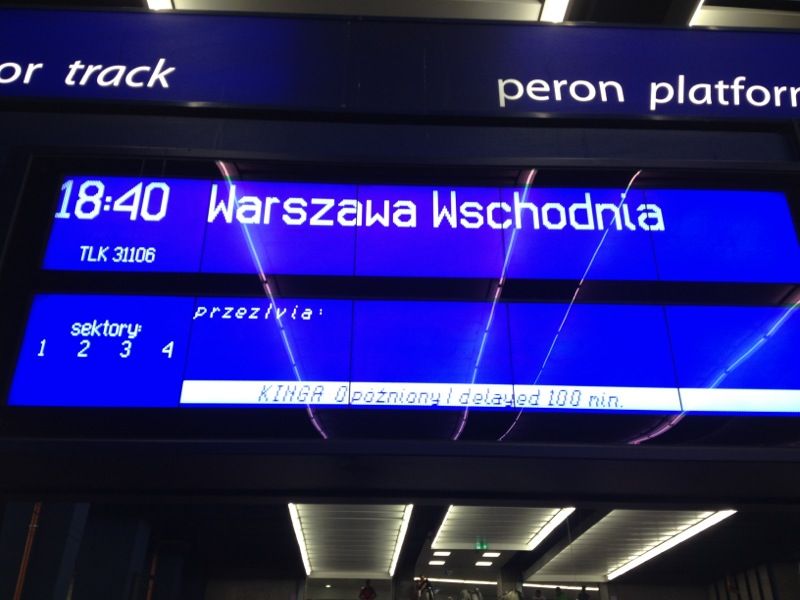 or track
peron platform
18:40 Warszawa Wschodnia
TLK 31106
przez/via:
sektory:
1 2 3 4
KINGA Opóźniony / delayed 100 min.